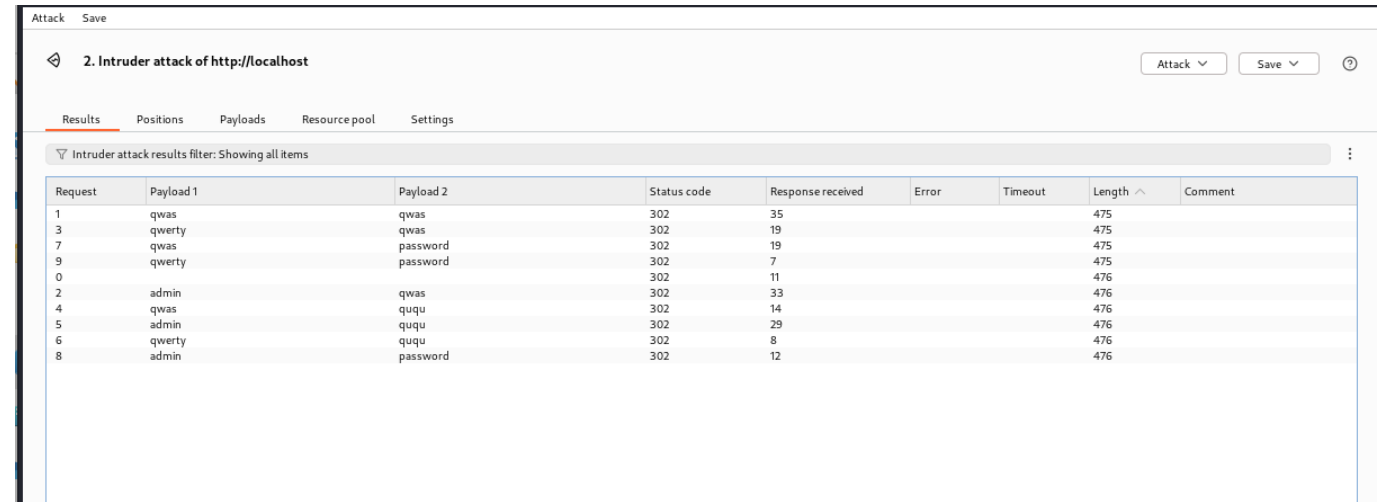 Attack Save
2. Intruder attack of http://localhost
Attack Save
Results Positions Payloads Resource pool Settings
Intruder attack results filter: Showing all items
Request Payload 1 Payload 2 Status code Response received Error Timeout Length Comment
1 qwas qwas 302 35 475
3 qwerty qwas 302 19 475
7 qwas password 302 19 475
9 qwerty password 302 7 475
0 302 11 476
2 admin qwas 302 33 476
4 qwas ququ 302 14 476
5 admin ququ 302 29 476
6 qwerty ququ 302 8 476
8 admin password 302 12 476